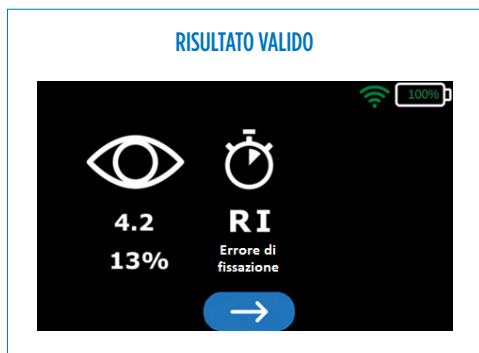 RISULTATO VALIDO
100%
4.2
RI
13%
Errore di
fissazione